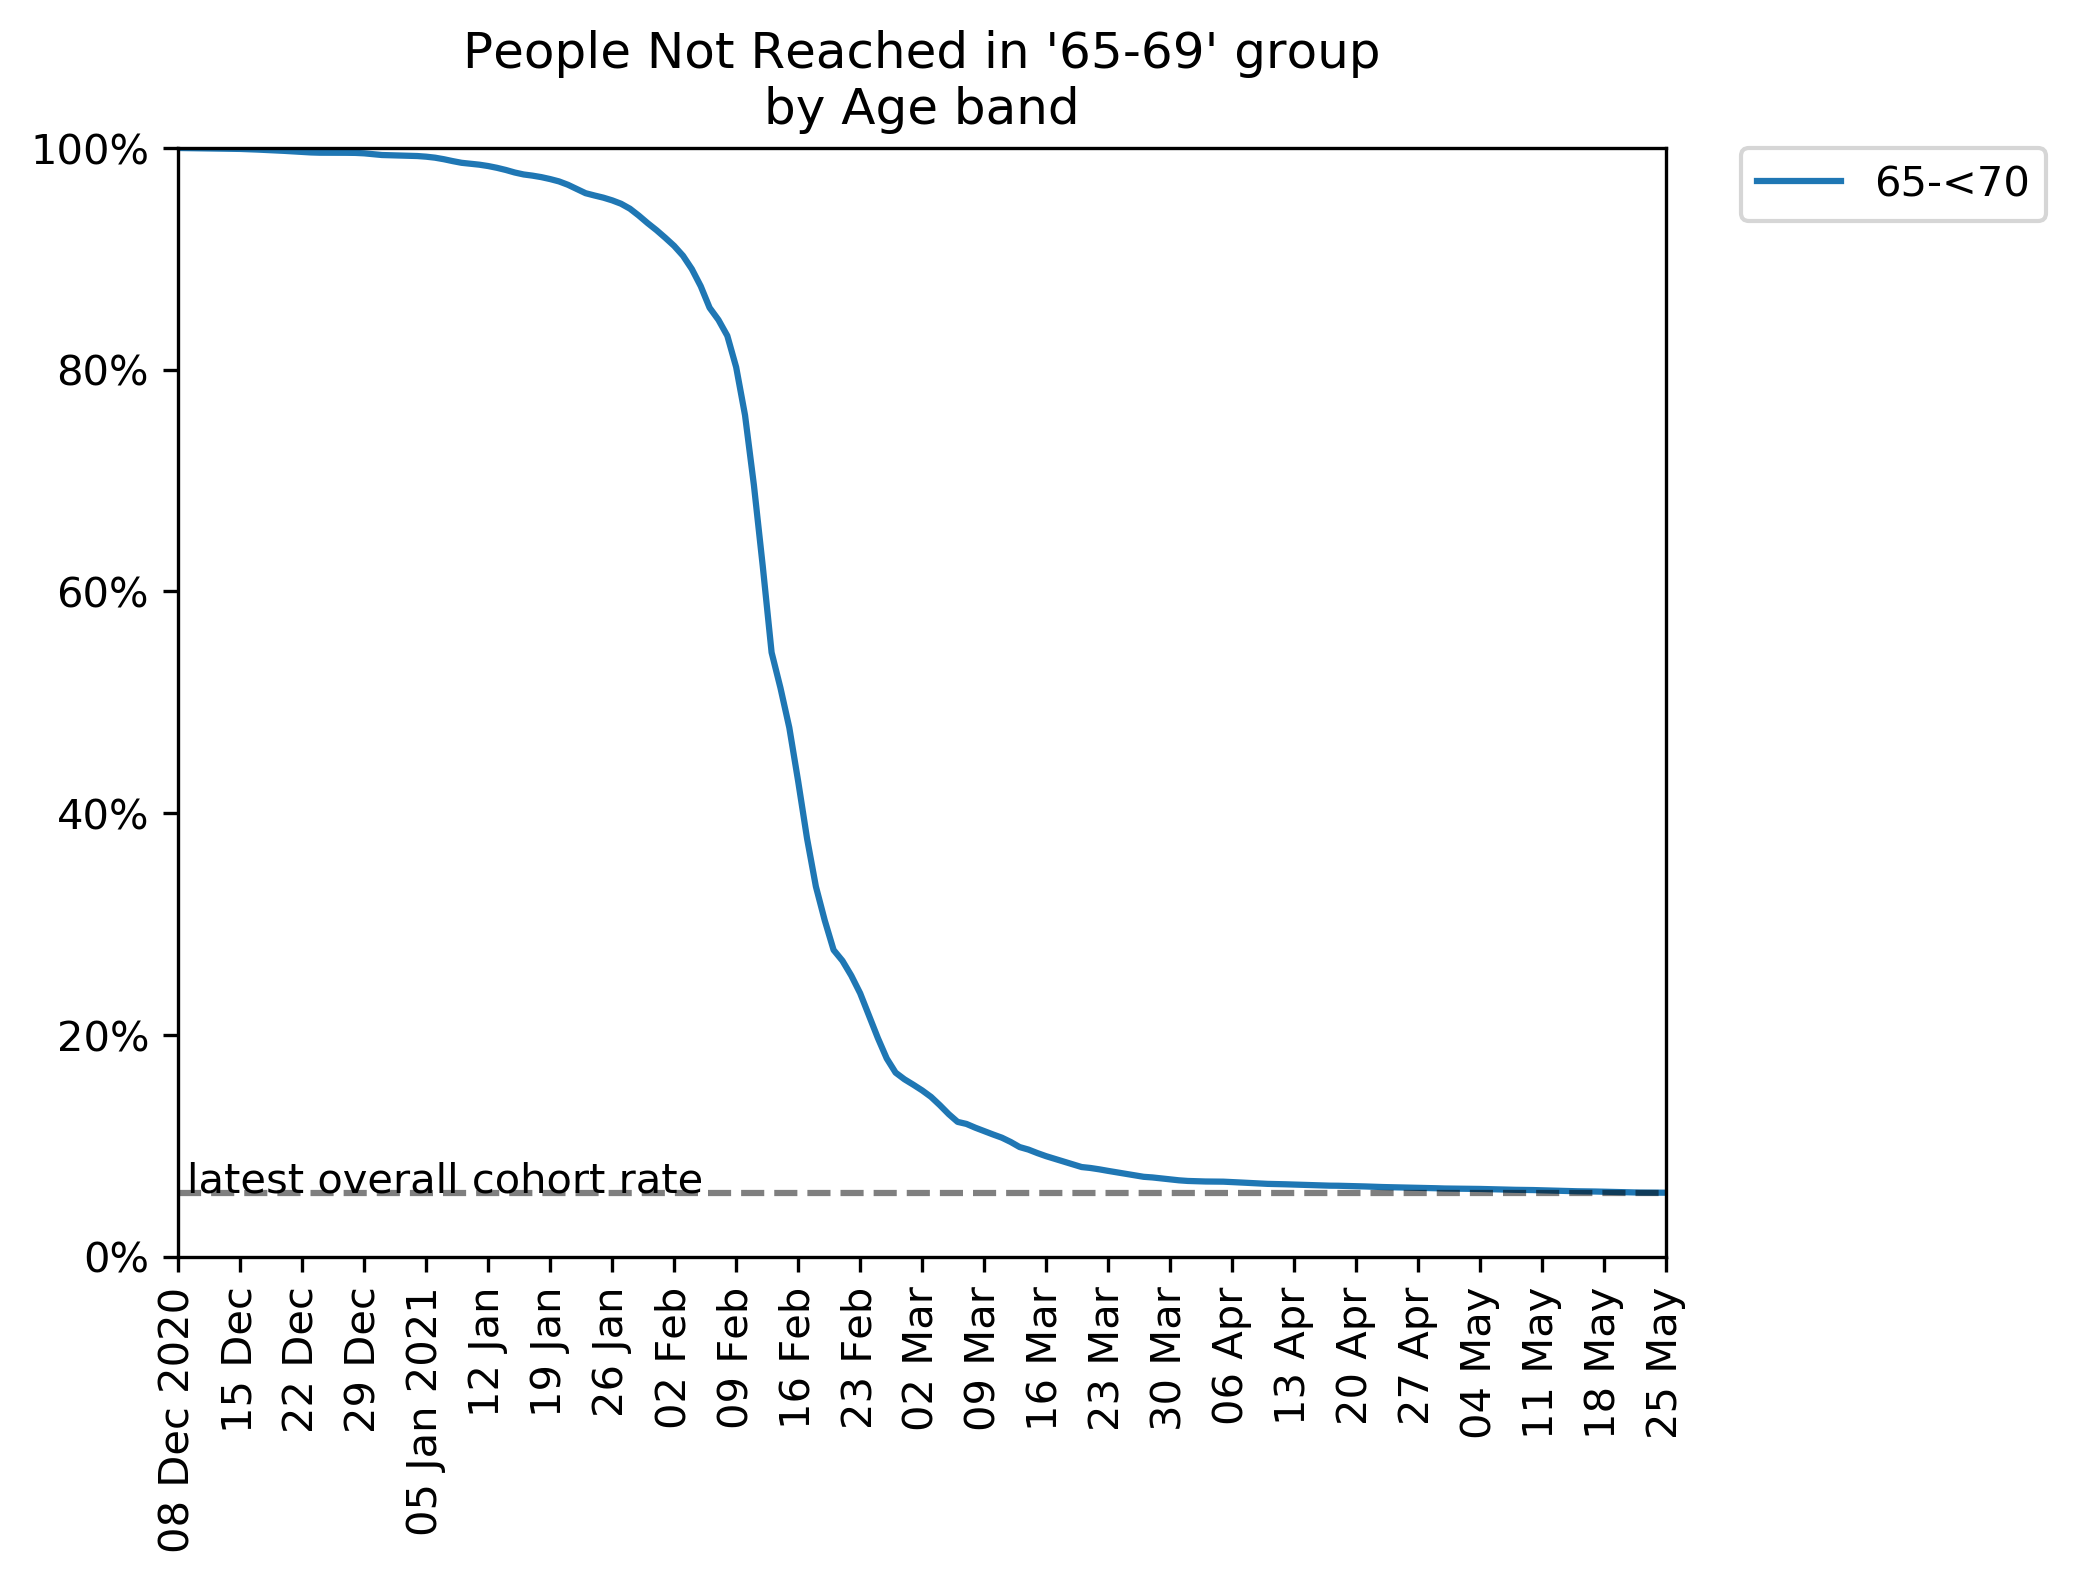 People Not Reached in '65-69' group
by Age band
100%
80%
60%
40%
20%
0%
65-<70
latest overall cohort rate
08 Dec 2020
15 Dec
22 Dec
29 Dec
05 Jan 2021
12 Jan
19 Jan
26 Jan
02 Feb
09 Feb
16 Feb
23 Feb
02 Mar
09 Mar
16 Mar
23 Mar
30 Mar
06 Apr
13 Apr
20 Apr
27 Apr
04 May
11 May
18 May
25 May